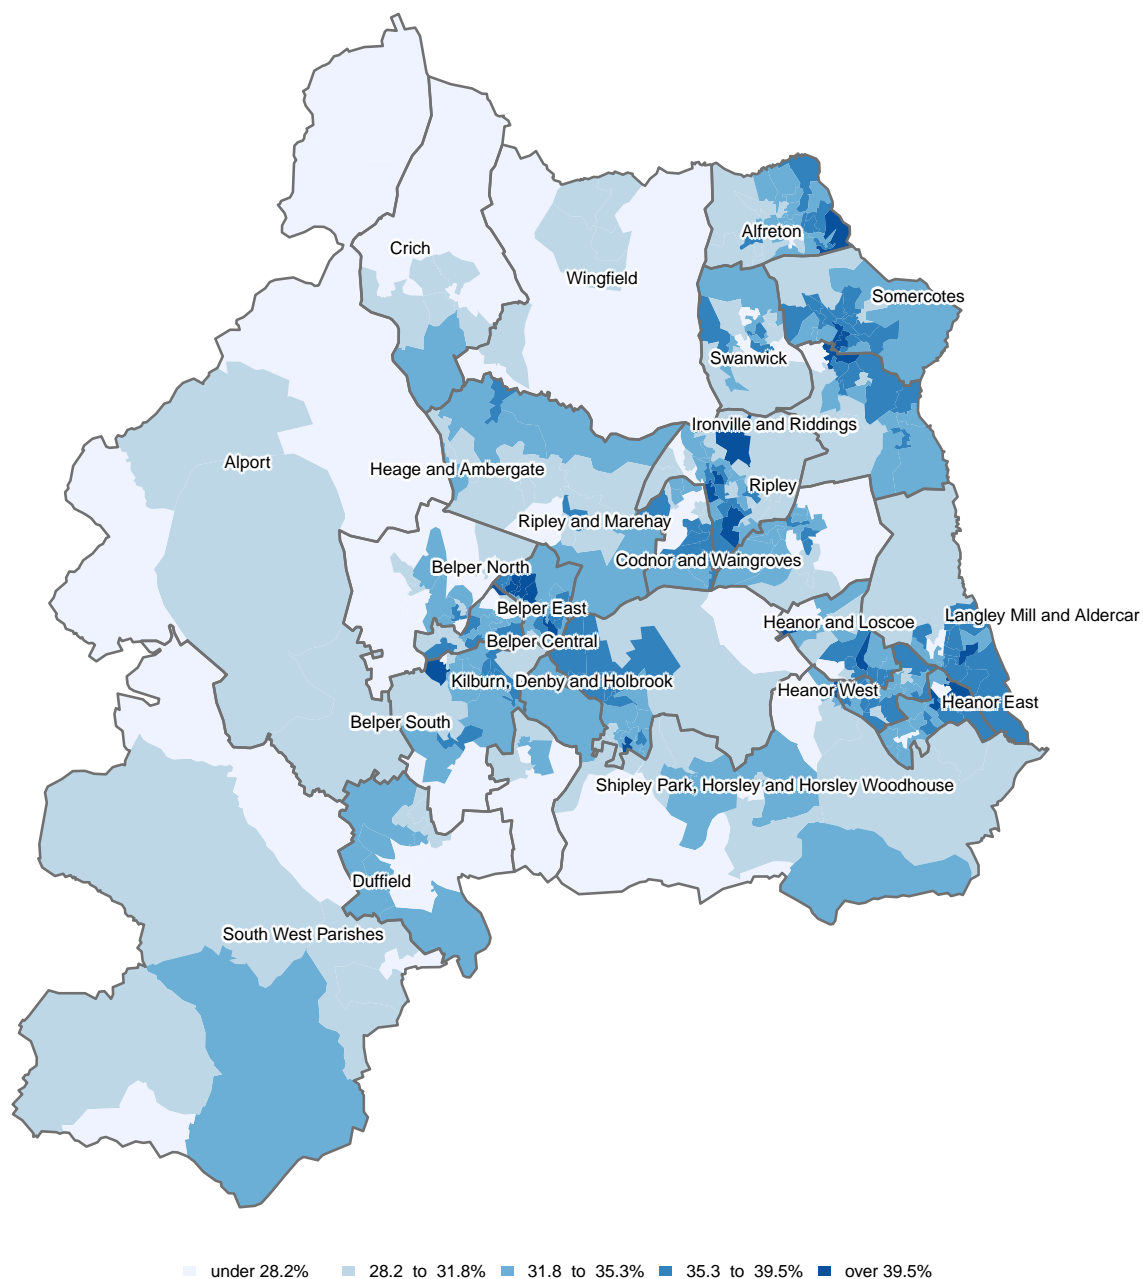 Alfreton
Crich
Wingfield
Somercotes
Swanwick
Ironville and Riddings
Alport
Heage and Ambergate
Ripley
Ripley and Marehay
Codnor and Waingroves
Belper North
Belper East
Langley Mill and Aldercar
Heanor and Loscoe
Belper Central
Kilburn, Denby and Holbrook
Heanor West
Heanor East
Belper South
Shipley Park, Horsley and Horsley Woodhouse
Duffield
South West Parishes
under 28.2% 28.2 to 31.8% 31.8 to 35.3% 35.3 to 39.5% over 39.5%